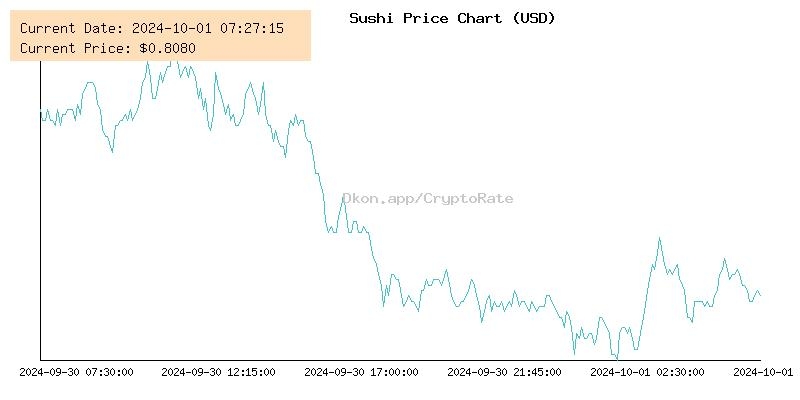 Sushi Price Chart (USD)
Current Date: 2024-10-01 07:27:15
Current Price: $0.8080
Dkon.app/CryptoRate
2024-09-30 07:30:00 2024-09-30 12:15:00 2024-09-30 17:00:00 2024-09-30 21:45:00 2024-10-01 02:30:00 2024-10-01